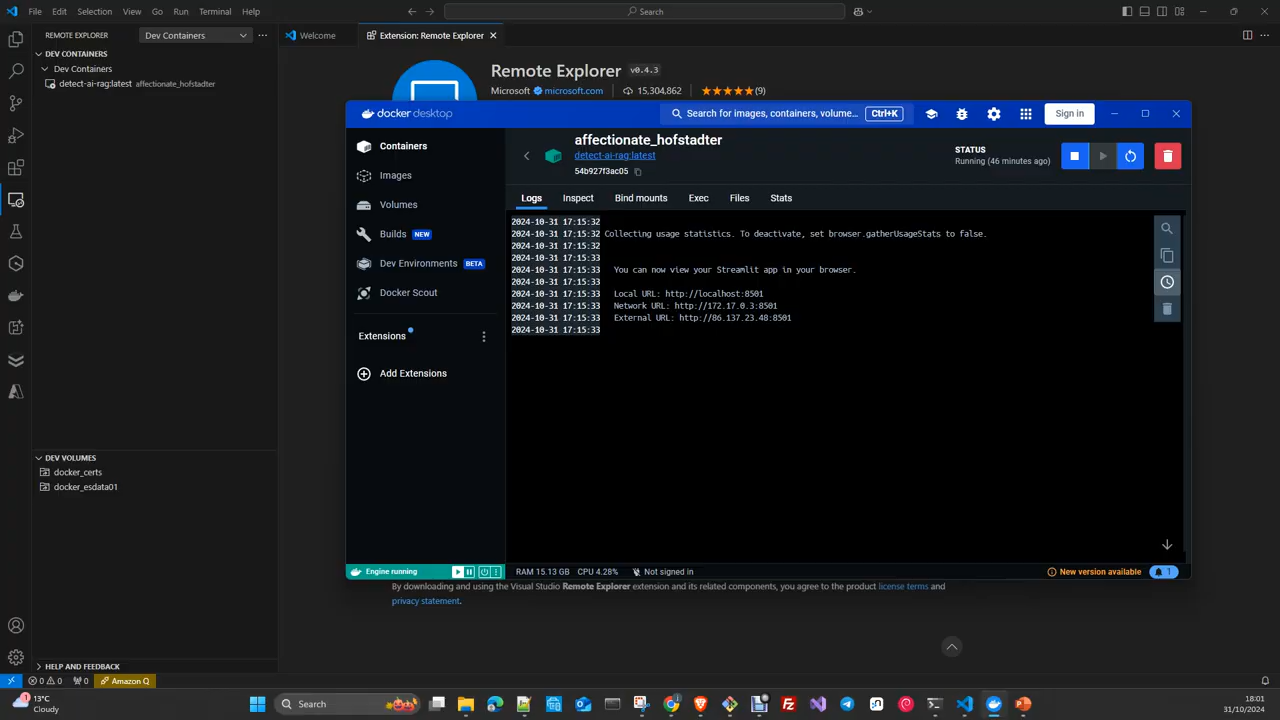 File Edit Selection View Go Run Terminal Help
Search
REMOTE EXPLORER Dev Containers
DEV CONTAINERS
Dev Containers
detect-ai-rag:latest affectionate_hofstadter
Welcome
Extension: Remote Explorer
Remote Explorer v0.4.3
Microsoft microsoft.com 15,304,862 (9)
docker desktop
Search for images, containers, volume... Ctrl+K
Sign in
Containers
Images
Volumes
Builds NEW
Dev Environments BETA
Docker Scout
Extensions
Add Extensions
affectionate_hofstadter
detect-ai-rag:latest
54b927f3ac05
STATUS
Running (46 minutes ago)
Logs Inspect Bind mounts Exec Files Stats
2024-10-31 17:15:32
2024-10-31 17:15:32 Collecting usage statistics. To deactivate, set browser.gatherUsageStats to false.
2024-10-31 17:15:32
2024-10-31 17:15:33
2024-10-31 17:15:33 You can now view your Streamlit app in your browser.
2024-10-31 17:15:33
2024-10-31 17:15:33 Local URL: http://localhost:8501
2024-10-31 17:15:33 Network URL: http://172.17.0.3:8501
2024-10-31 17:15:33 External URL: http://86.137.23.48:8501
2024-10-31 17:15:33
DEV VOLUMES
docker_certs
docker_esdata01
Engine running
RAM 15.13 GB CPU 4.28% Not signed in
New version available 1
By downloading and using the Visual Studio Remote Explorer extension and its related components, you agree to the product license terms and
privacy statement.
HELP AND FEEDBACK
0 0 0 Amazon Q
1
13°C
Cloudy
Search
18:01
31/10/2024